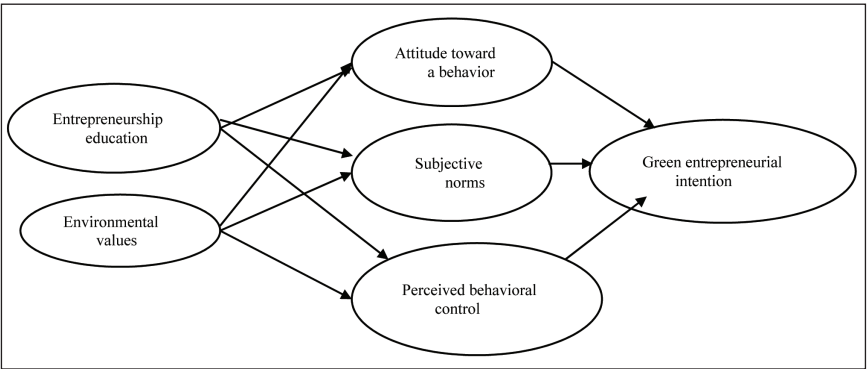 Entrepreneurship
education
Environmental
values
Attitude toward
a behavior
Subjective
norms
Perceived behavioral
control
Green entrepreneurial
intention